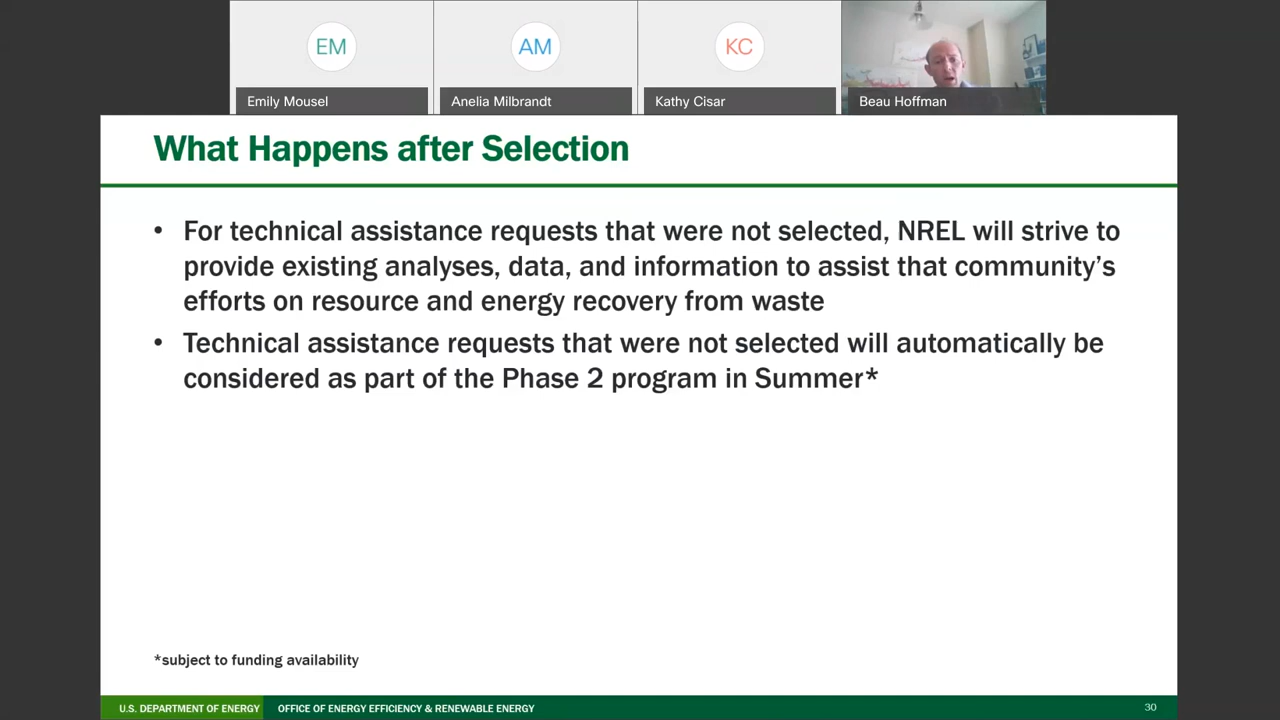 EM
AM
KC
Emily Mousel
Anelia Milbrandt
Kathy Cisar
Beau Hoffman
What Happens after Selection
• For technical assistance requests that were not selected, NREL will strive to
provide existing analyses, data, and information to assist that community's
efforts on resource and energy recovery from waste
• Technical assistance requests that were not selected will automatically be
considered as part of the Phase 2 program in Summer*
*subject to funding availability
U.S. DEPARTMENT OF ENERGY
OFFICE OF ENERGY EFFICIENCY & RENEWABLE ENERGY
30